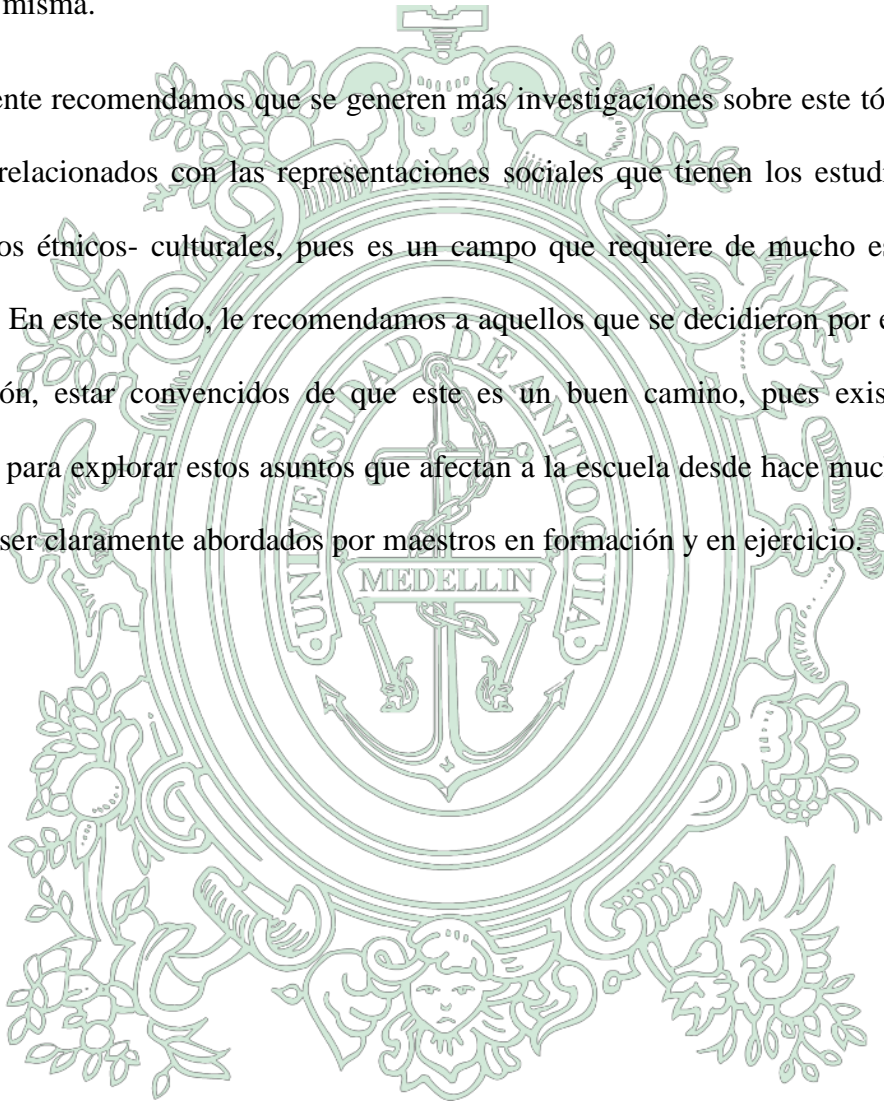 misma.
ente recomendamos que se generen más investigaciones sobre este tó
relacionados con las representaciones sociales que tienen los estudi
os étnicos- culturales, pues es un campo que requiere de mucho es
En este sentido, le recomendamos a aquellos que se decidieron por e
ón, estar convencidos de que este es un buen camino, pues exis
para explorar estos asuntos que afectan a la escuela desde hace muc
ser claramente abordados por maestros en formación y en ejercicio.
UNIVERSIDAD DE ANTIOQUIA
MEDELLIN